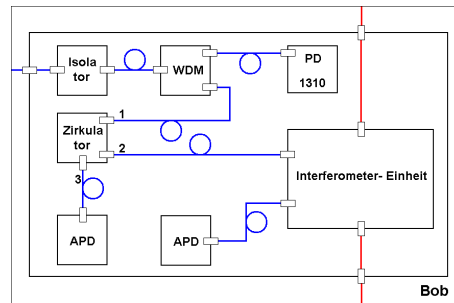 Isola
tor
WDM
PD
1310
Zirkula
tor
1
2
3
Interferometer- Einheit
APD
APD
Bob